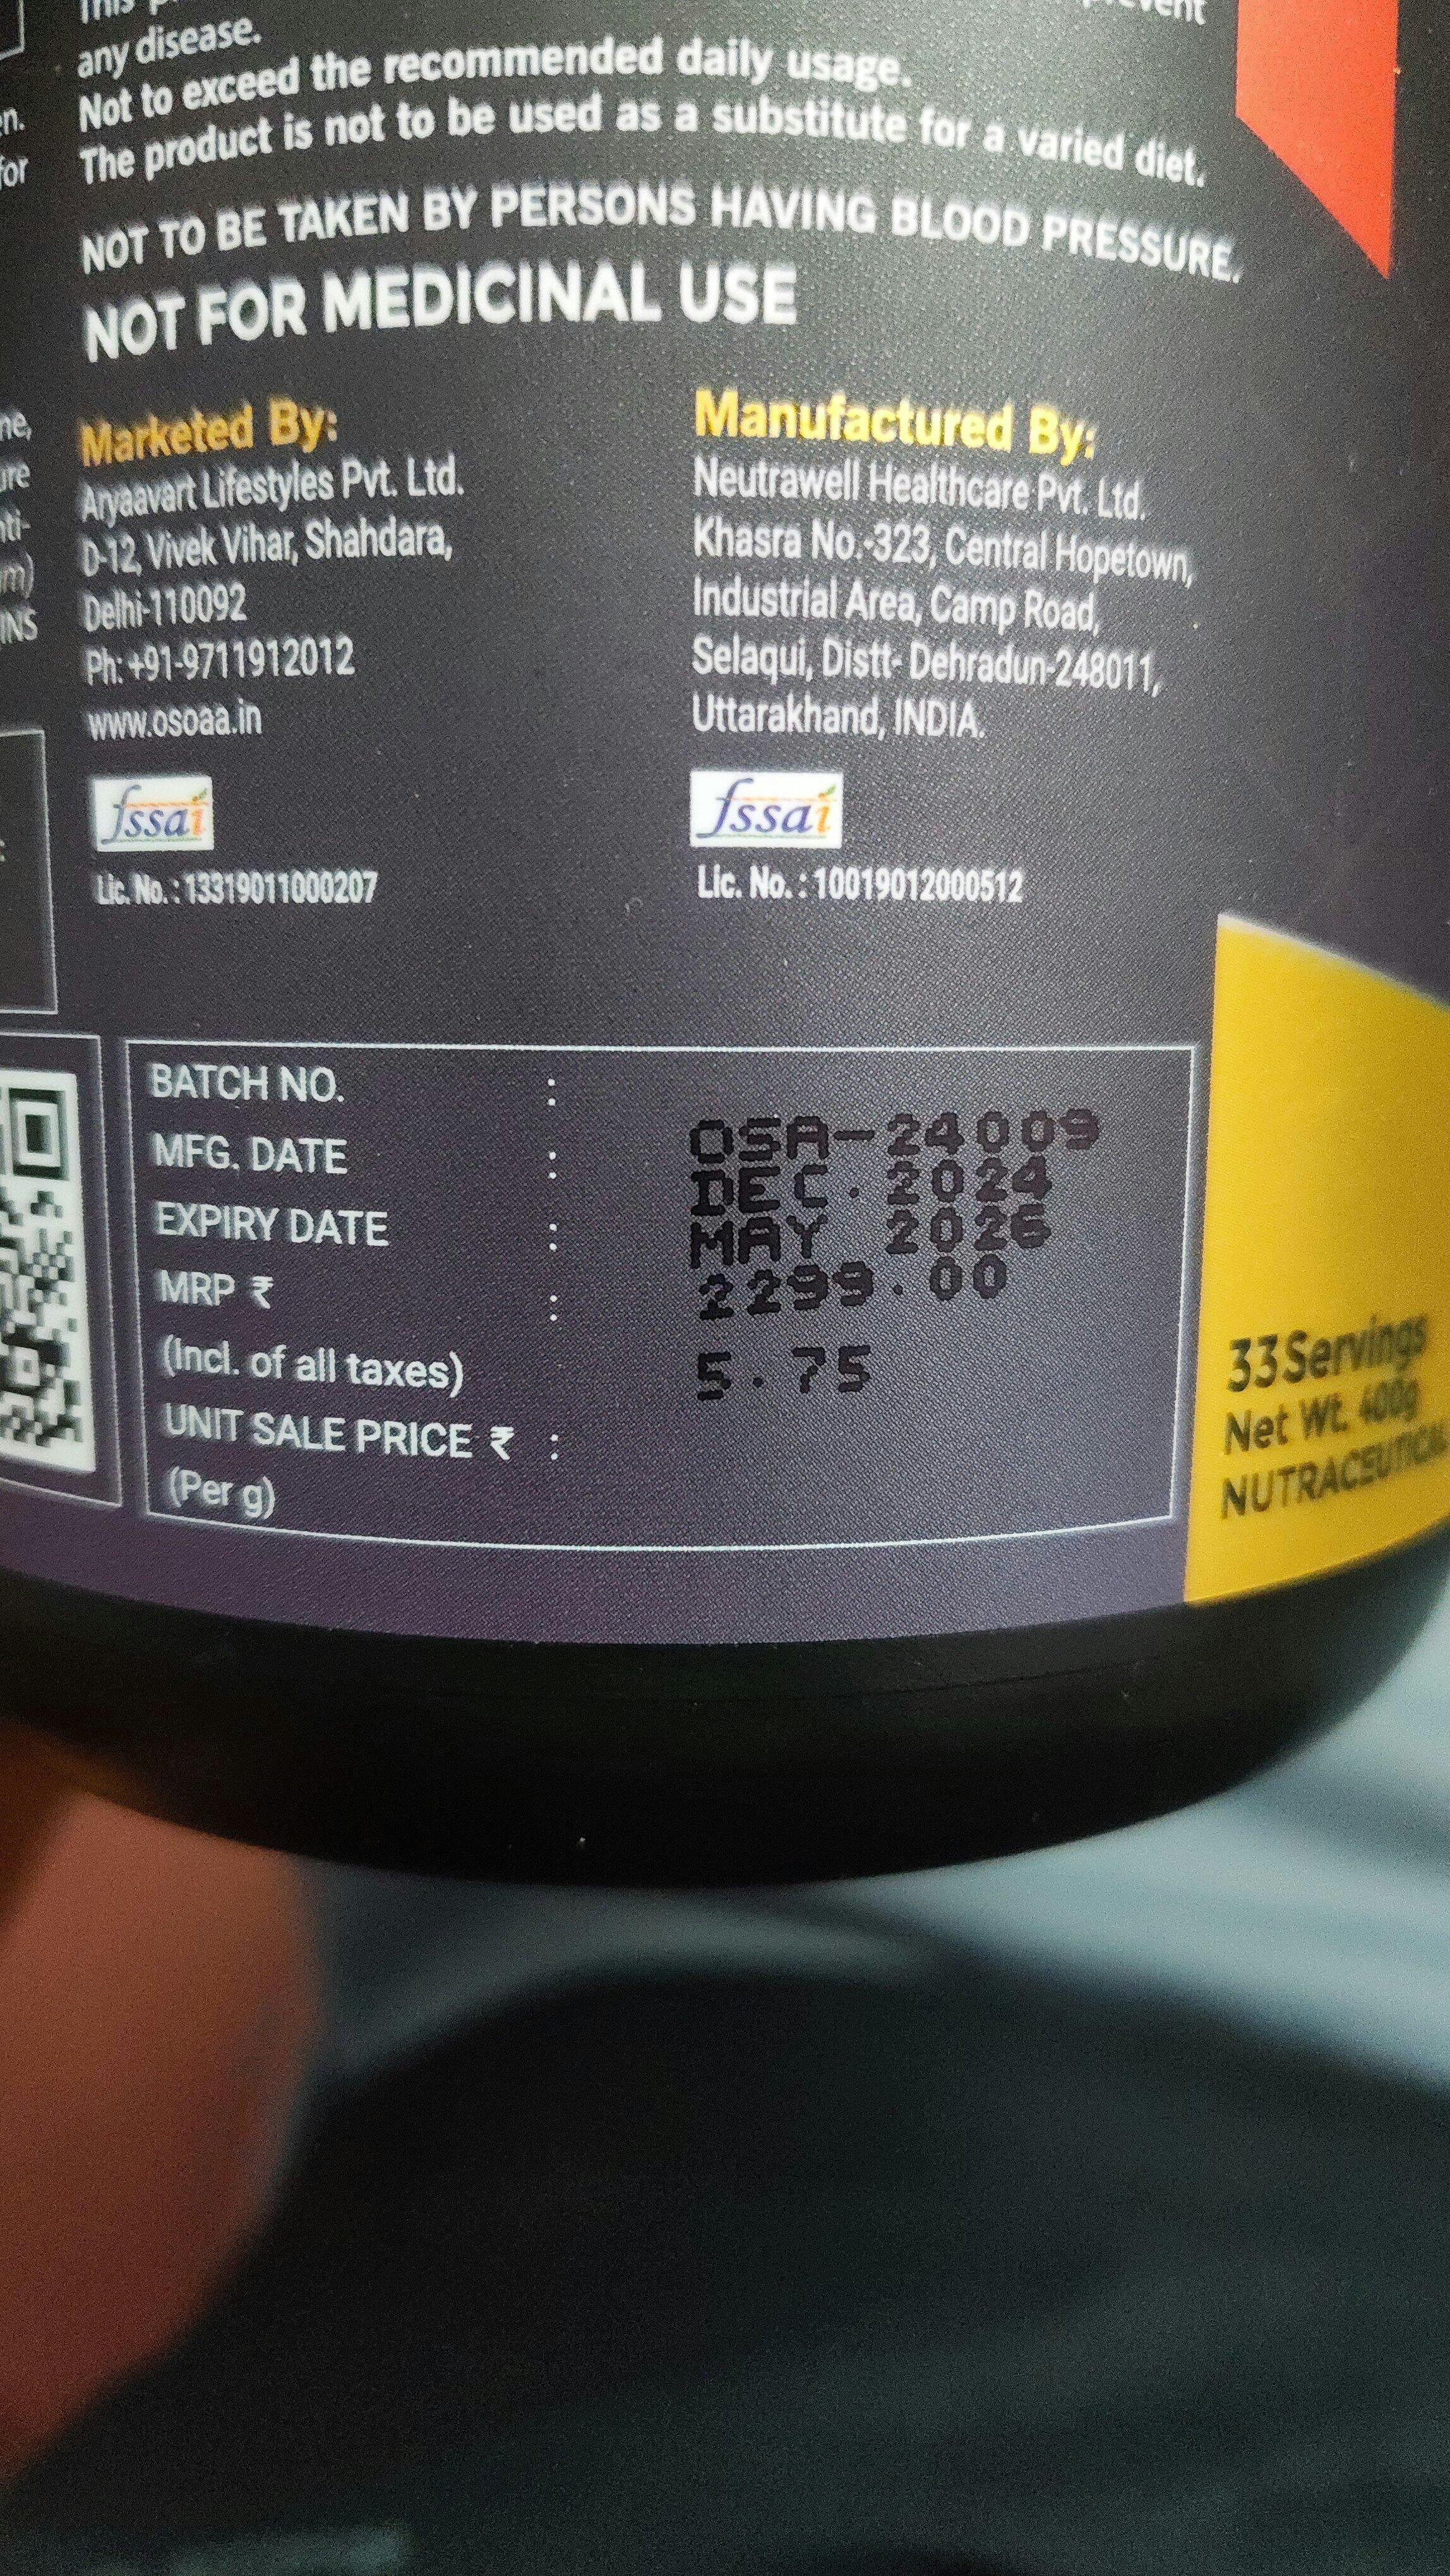 any disease.
Not to exceed the recommended daily usage.
The product is not to be used as a substitute for a varied diet.
NOT TO BE TAKEN BY PERSONS HAVING BLOOD PRESSURE.
NOT FOR MEDICINAL USE
Marketed By:
Aryaavart Lifestyles Pvt. Ltd.
D-12, Vivek Vihar, Shahdara,
Delhi-110092
Ph: +91-9711912012
www.osoaa.in
fssai
Lic. No. : 13319011000207
Manufactured By:
Neutrawell Healthcare Pvt. Ltd.
Khasra No.-323, Central Hopetown,
Industrial Area, Camp Road,
Selaqui, Distt- Dehradun-248011,
Uttarakhand, INDIA.
fssai
Lic. No. : 10019012000512
BATCH NO. :
MFG. DATE :
EXPIRY DATE :
MRP ₹ :
(Incl. of all taxes)
UNIT SALE PRICE ₹ :
(Per g)
OSA-24009
DEC. 2024
MAY 2026
2299.00
5.75
33 Servings
Net Wt. 400g
NUTRACEUTICAL